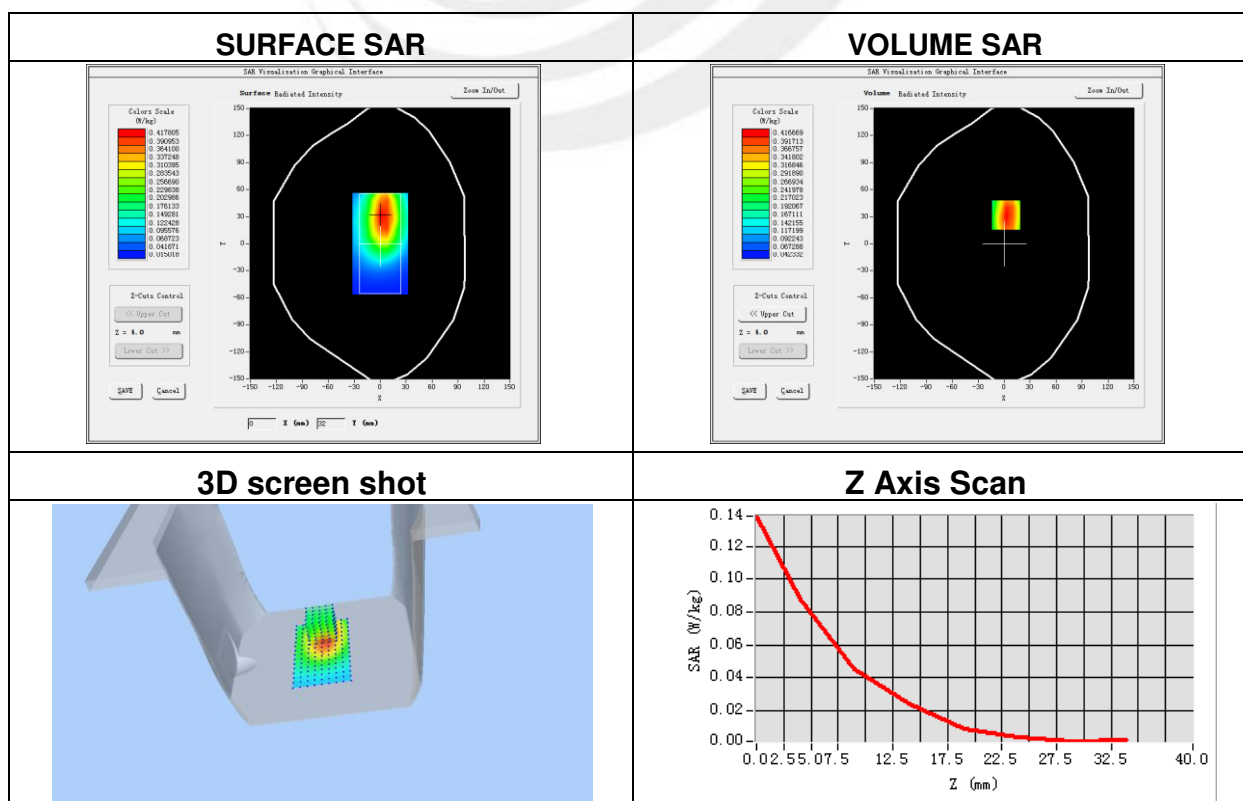 SURFACE SAR
VOLUME SAR
SAR Visualisation Graphical Interface
Surface Radiated Intensity
Zoom In/Out
Colors Scale
(W/kg)
0.417805
0.390953
0.364100
0.337248
0.310395
0.283543
0.256690
0.229838
0.202986
0.176133
0.149281
0.122428
0.095576
0.068723
0.041871
0.015018
150
120
90
60
30
0
-30
-60
-90
-120
-150
Y
-150 -120 -90 -60 -30 0 30 60 90 120 150
X
Z-Cuts Control
<< Upper Cut
Z = 4.0 mm
Lower Cut >>
SAVE Cancel
0 X (mm) 32 Y (mm)
SAR Visualisation Graphical Interface
Volume Radiated Intensity
Zoom In/Out
Colors Scale
(W/kg)
0.416669
0.391713
0.366757
0.341802
0.316846
0.291890
0.266934
0.241978
0.217023
0.192067
0.167111
0.142155
0.117199
0.092243
0.067288
0.042332
150
120
90
60
30
0
-30
-60
-90
-120
-150
Y
-150 -120 -90 -60 -30 0 30 60 90 120 150
X
Z-Cuts Control
<< Upper Cut
Z = 4.0 mm
Lower Cut >>
SAVE Cancel
3D screen shot
Z Axis Scan
0.14
0.12
0.10
0.08
0.06
0.04
0.02
0.00
SAR (W/kg)
0.0 2.5 5.0 7.5 12.5 17.5 22.5 27.5 32.5 40.0
Z (mm)